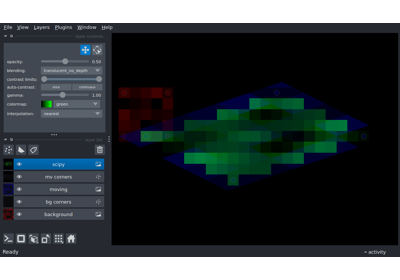 File View Layers Plugins Window Help
opacity: 0.50
blending: translucent_no_depth
contrast limits:
auto-contrast: once continuous
gamma: 1.00
colormap: green
interpolation: nearest
scipy
mv corners
moving
bg corners
background
Ready
activity